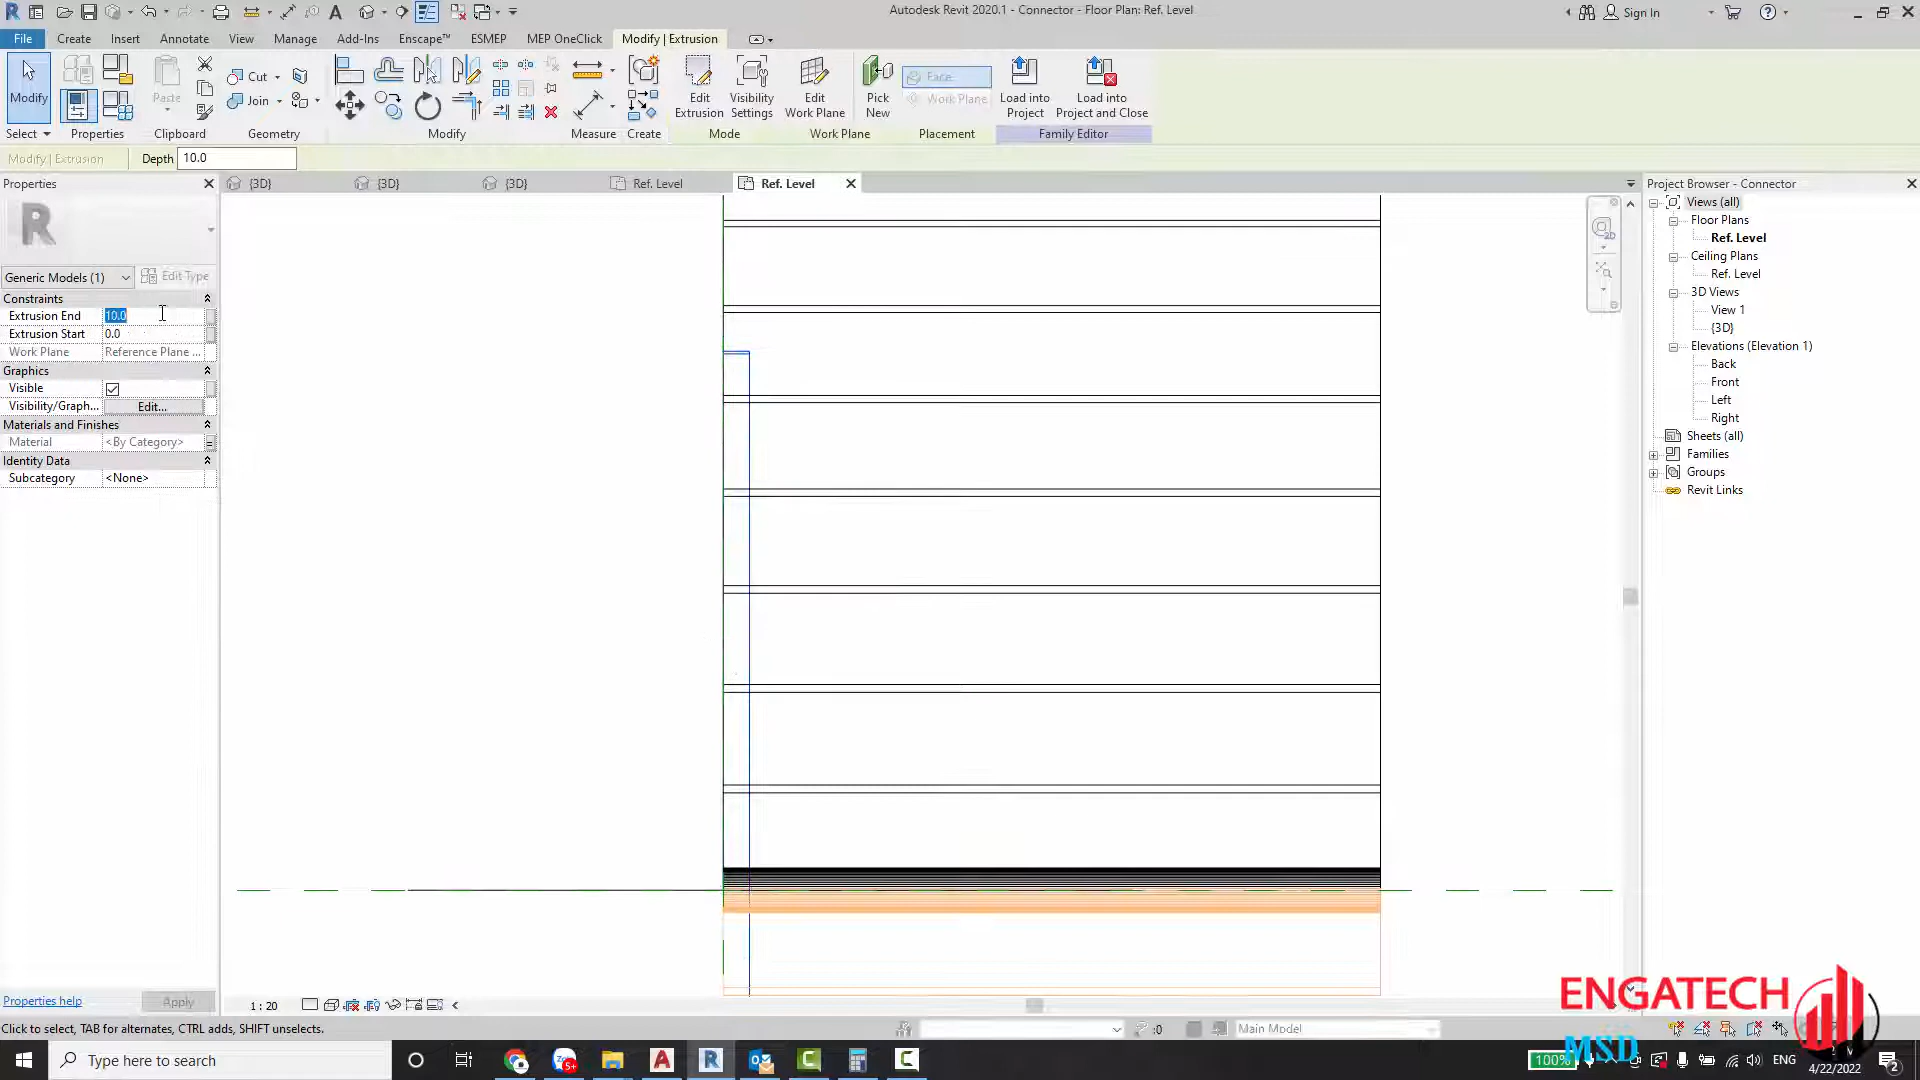 Autodesk Revit 2020.1 - Connector - Floor Plan: Ref. Level
Sign In
File Create Insert Annotate View Manage Add-Ins Enscape™ ESMEP MEP OneClick Modify | Extrusion
Modify
Paste
Cut
Join
Edit Extrusion
Visibility Settings
Edit Work Plane
Pick New
Face
Work Plane
Load into Project
Load into Project and Close
Select Properties Clipboard Geometry Modify Measure Create Mode Work Plane Placement Family Editor
Modify | Extrusion Depth 10.0
Properties
{3D} {3D} {3D} Ref. Level Ref. Level
Generic Models (1) Edit Type
Constraints
Extrusion End 10.0
Extrusion Start 0.0
Work Plane Reference Plane ...
Graphics
Visible
Visibility/Graph... Edit...
Materials and Finishes
Material <By Category>
Identity Data
Subcategory <None>
Properties help Apply
1 : 20
Project Browser - Connector
Views (all)
Floor Plans
Ref. Level
Ceiling Plans
Ref. Level
3D Views
View 1
{3D}
Elevations (Elevation 1)
Back
Front
Left
Right
Sheets (all)
Families
Groups
Revit Links
Click to select, TAB for alternates, CTRL adds, SHIFT unselects.
:0
Main Model
ENGATECH
MSD
Type here to search
100%
ENG
4/22/2022
2